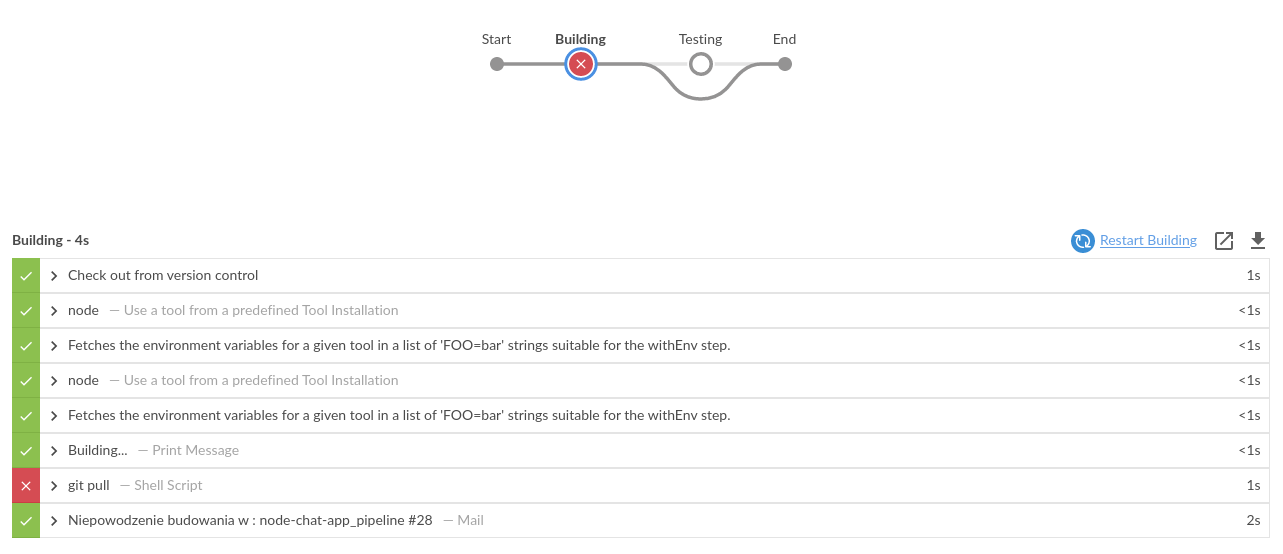 Start
Building
Testing
End
Building - 4s
Restart Building
Check out from version control 1s
node — Use a tool from a predefined Tool Installation <1s
Fetches the environment variables for a given tool in a list of 'FOO=bar' strings suitable for the withEnv step. <1s
node — Use a tool from a predefined Tool Installation <1s
Fetches the environment variables for a given tool in a list of 'FOO=bar' strings suitable for the withEnv step. <1s
Building... — Print Message <1s
git pull — Shell Script 1s
Niepowodzenie budowania w : node-chat-app_pipeline #28 — Mail 2s